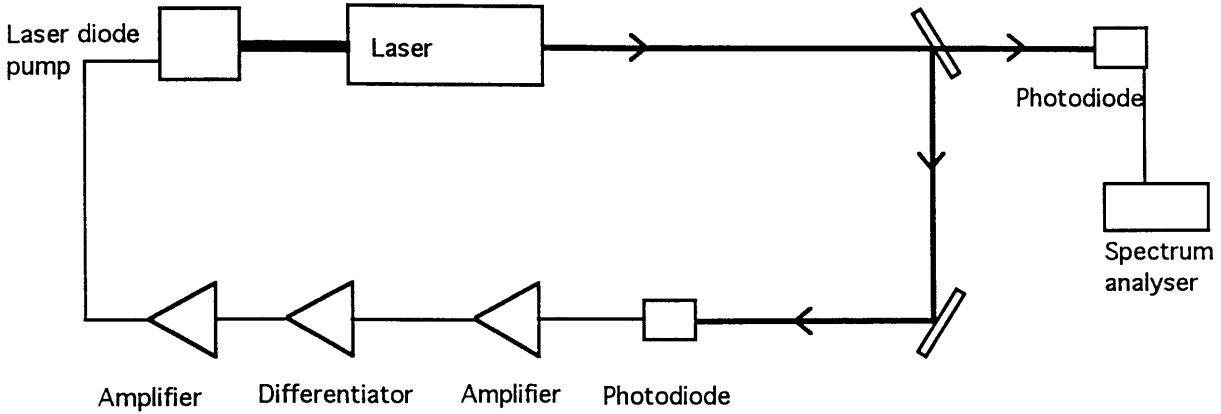 Laser diode
pump
Laser
Photodiode
Spectrum
analyser
Amplifier
Differentiator
Amplifier
Photodiode